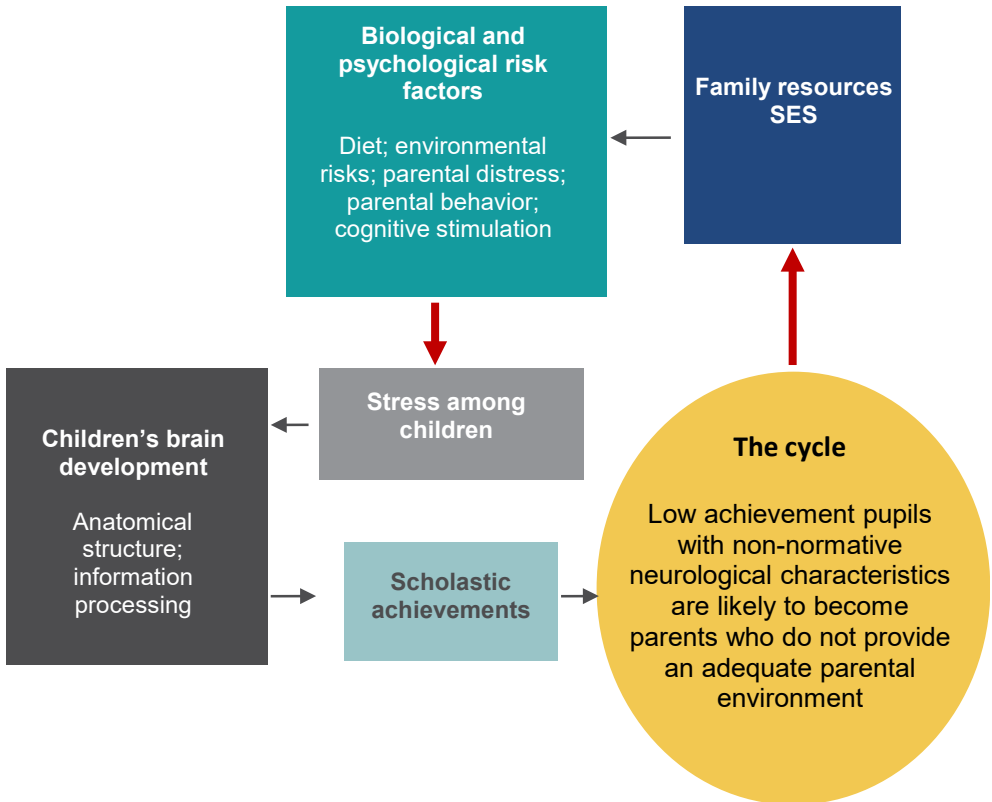 Biological and
psychological risk
factors
Diet; environmental
risks; parental distress;
parental behavior;
cognitive stimulation
Family resources
SES
Stress among
children
Children's brain
development
Anatomical
structure;
information
processing
Scholastic
achievements
The cycle
Low achievement pupils
with non-normative
neurological characteristics
are likely to become
parents who do not provide
an adequate parental
environment